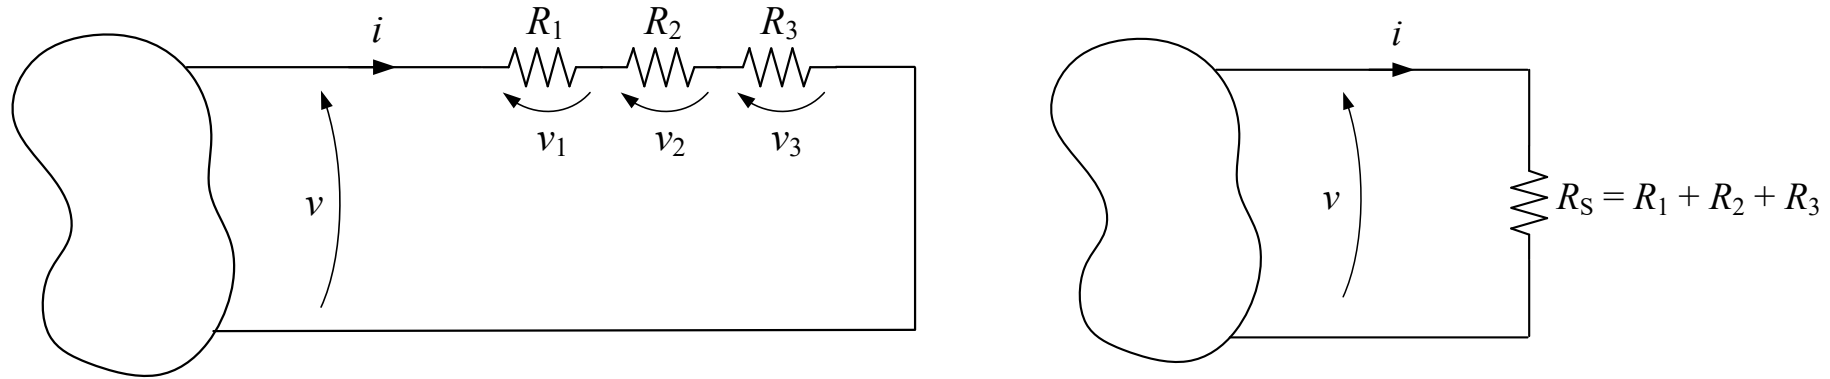 i
R1 R2 R3
v1 v2 v3
v
i
v
RS = R1 + R2 + R3